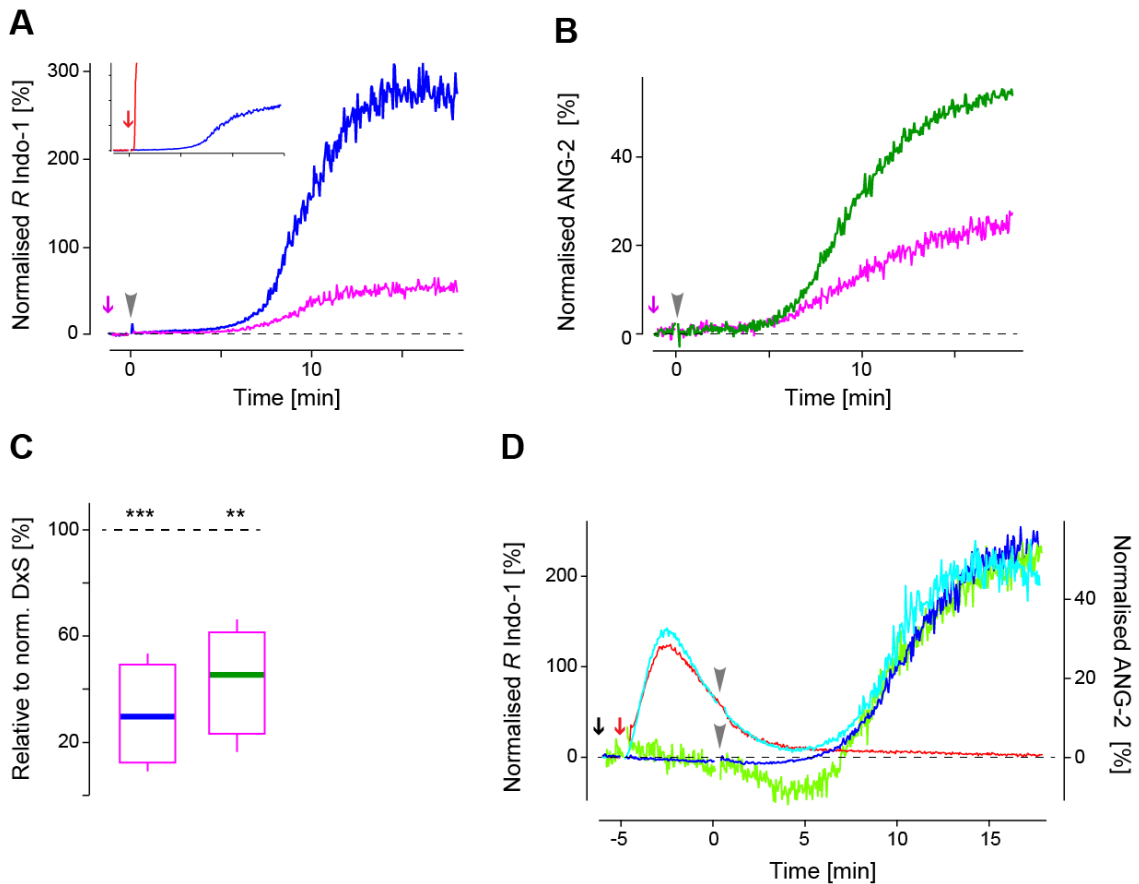 A
Normalised R Indo-1 [%]
300
200
100
0
0
10
Time [min]
B
Normalised ANG-2 [%]
40
20
0
0
10
Time [min]
C
Relative to norm. DxS [%]
100
60
20
***
**
D
Normalised R Indo-1 [%]
200
100
0
-5
0
5
10
15
Time [min]
40
20
0
Normalised ANG-2 [%]